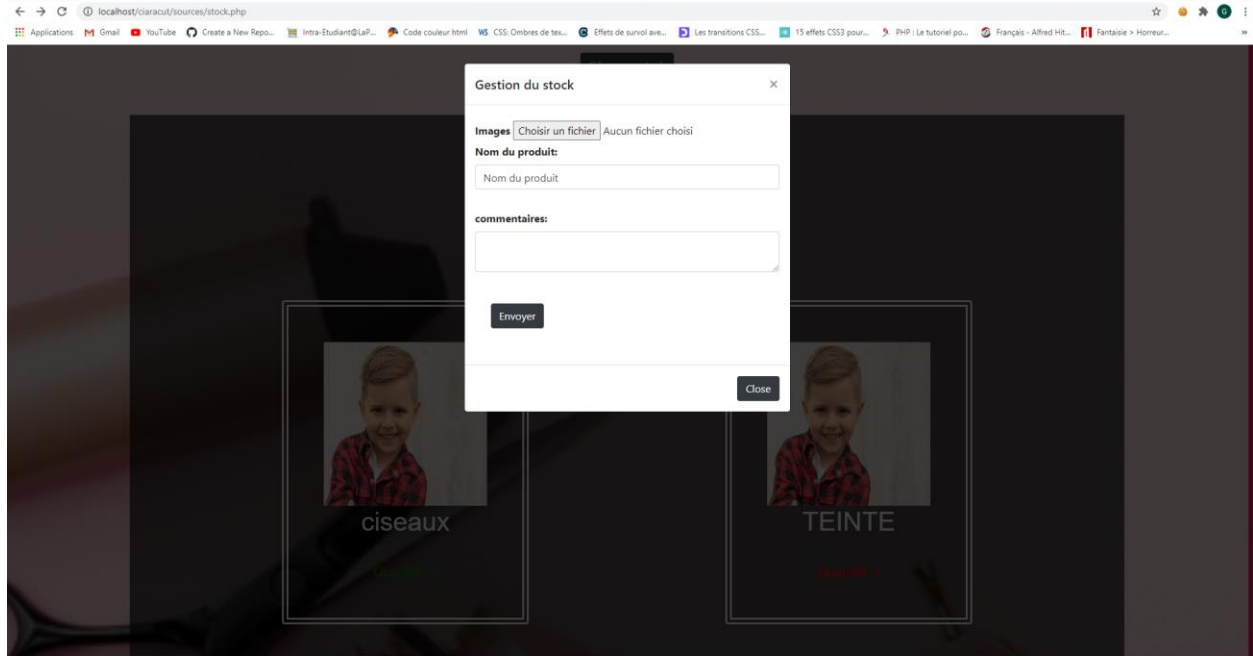 localhost/ciaracut/sources/stock.php
Applications Gmail YouTube Create a New Repo... Intra-Etudiant@LaP... Code couleur html CSS: Ombres de tex... Effets de survol ave... Les transitions CSS... 15 effets CSS3 pour... PHP : Le tutoriel po... Français - Alfred Hit... Fantaisie > Horreur... »
Gestion du stock ×
Images Choisir un fichier Aucun fichier choisi
Nom du produit:
Nom du produit
commentaires:
Envoyer
Close
ciseaux TEINTE